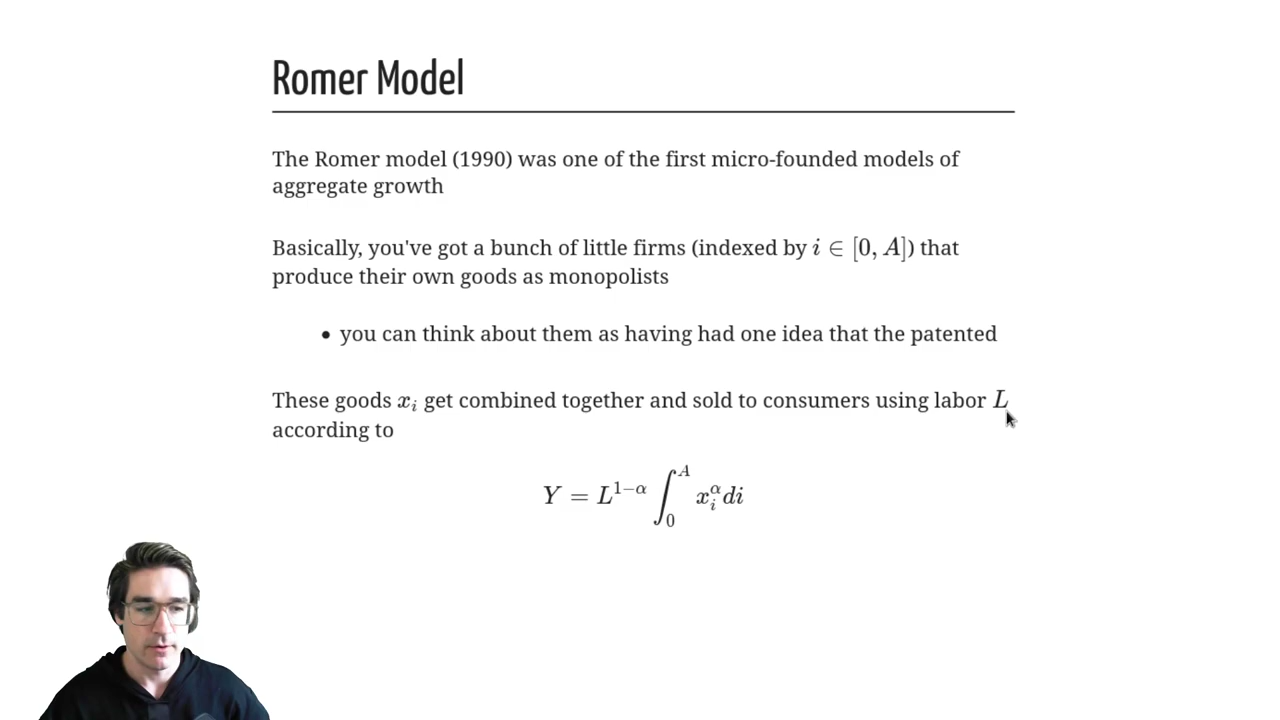 Romer Model
The Romer model (1990) was one of the first micro-founded models of
aggregate growth
Basically, you've got a bunch of little firms (indexed by i ∈ [0, A]) that
produce their own goods as monopolists
• you can think about them as having had one idea that the patented
These goods xᵢ get combined together and sold to consumers using labor L
according to
Y = L^{1−α} ∫_0^A x_i^α di